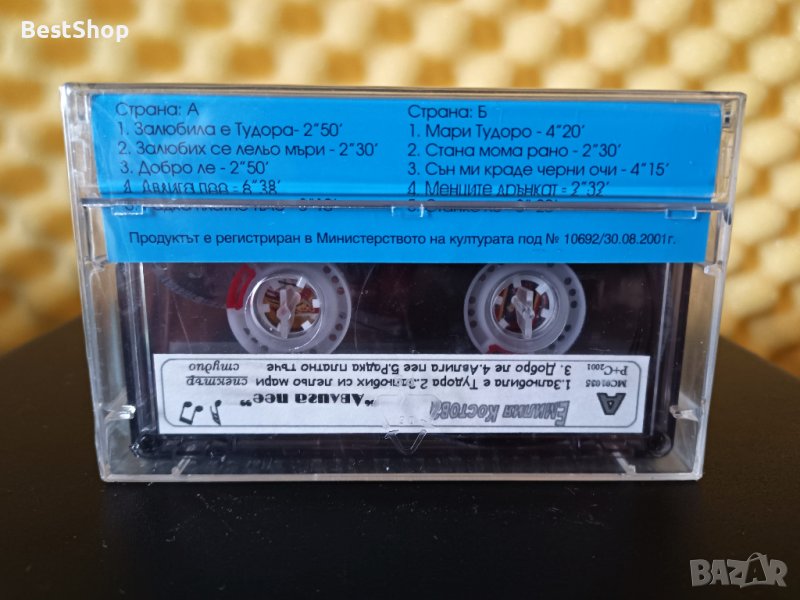 BestShop
Страна: А
1. Залюбила е Тудора- 2"50'
2. Залюбих се лельо мъри - 2"30'
3. Добро ле - 2"50'
4. Авлига пее - 6"38'
Страна: Б
1. Мари Тудоро - 4"20'
2. Стана мома рано - 2"30'
3. Сън ми краде черни очи - 4"15'
4. Менците дрънкат = 2"32'
Продуктът е регистриран в Министерството на културата под № 10692/30.08.2001г.
А
Емилия Костов
"Авлига пее"
спектър
студио
1.Залюбила е Тудора 2.Залюбих си лельо мари
3. Добро ле 4.Авлига пее 5.Радка платно тъче
МС01035
P+C2001
BAZAR